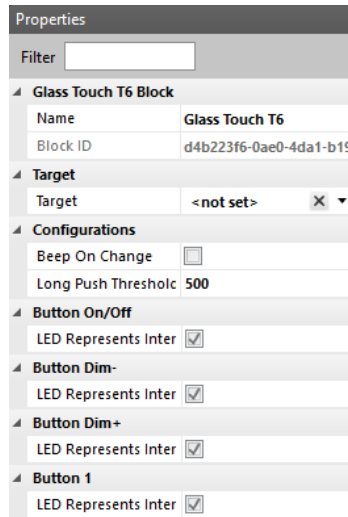 Properties
Filter
Glass Touch T6 Block
Name Glass Touch T6
Block ID d4b223f6-0ae0-4da1-b19
Target
Target <not set>
Configurations
Beep On Change
Long Push Threshold 500
Button On/Off
LED Represents Inter
Button Dim-
LED Represents Inter
Button Dim+
LED Represents Inter
Button 1
LED Represents Inter